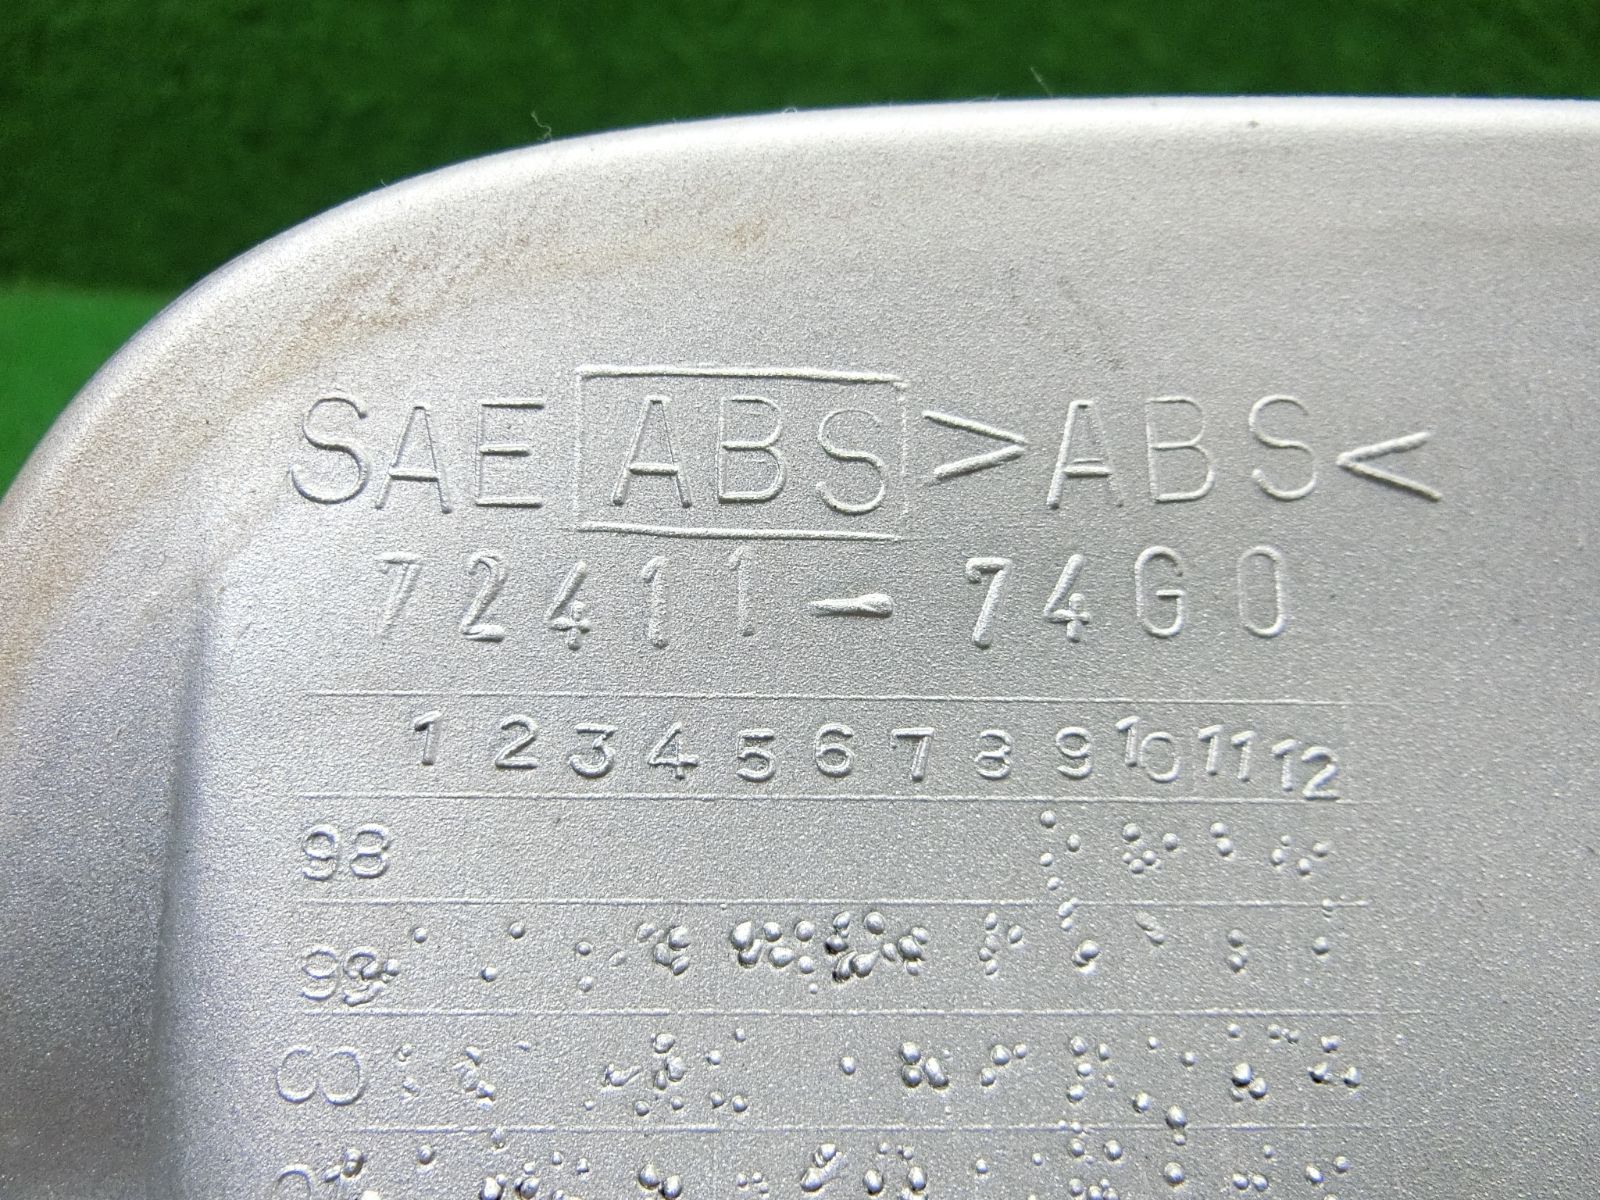 SAE ABS >ABS<
72411-74G0
1 2 3 4 5 6 7 8 9 10 11 12
98
99